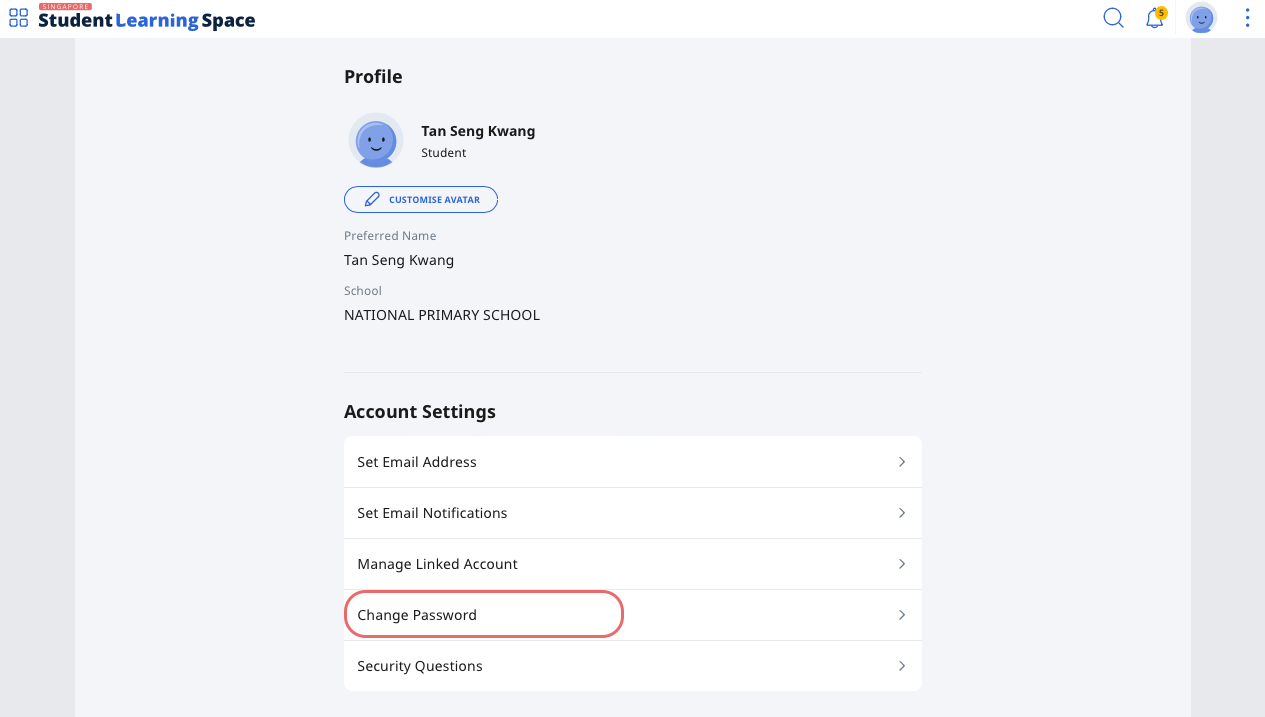 SINGAPORE
Student Learning Space
5
Profile
Tan Seng Kwang
Student
CUSTOMISE AVATAR
Preferred Name
Tan Seng Kwang
School
NATIONAL PRIMARY SCHOOL
Account Settings
Set Email Address
Set Email Notifications
Manage Linked Account
Change Password
Security Questions